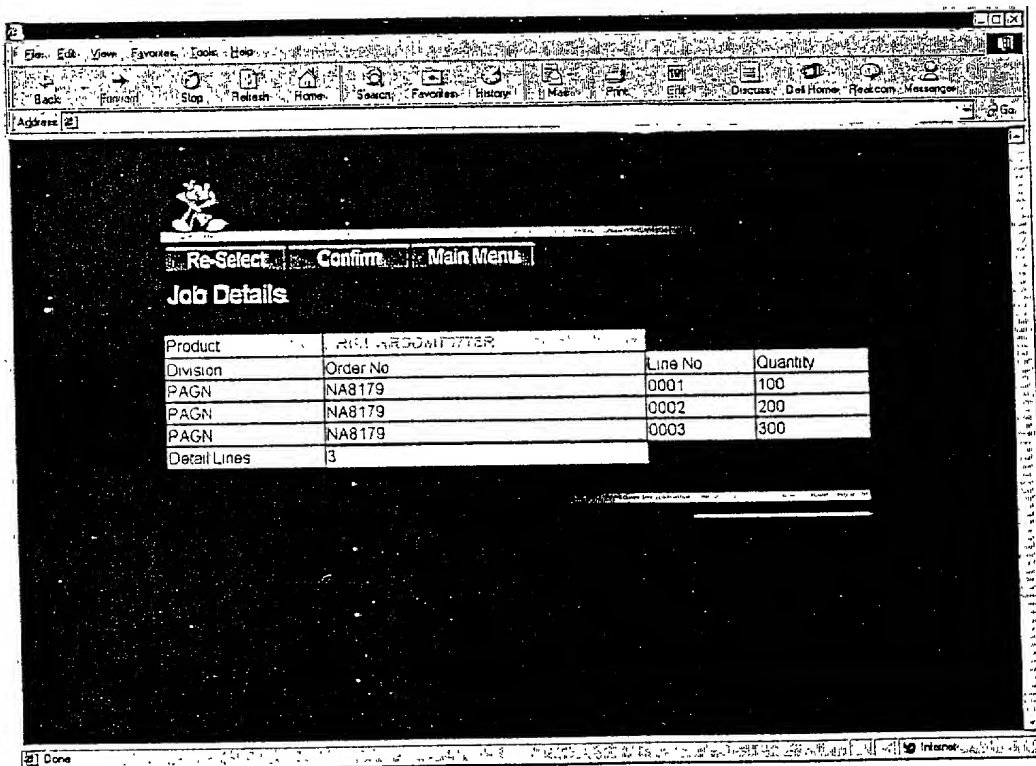 File Edit View Favorites Tools Help
Back Forward Stop Refresh Home Search Favorites History Mail Print Edit Discuss Dell Home Real.com Messenger
Address Go
Re-Select Confirm Main Menu
Job Details
Product
Division Order No Line No Quantity
PAGN NA8179 0001 100
PAGN NA8179 0002 200
PAGN NA8179 0003 300
Detail Lines 3
Done Internet